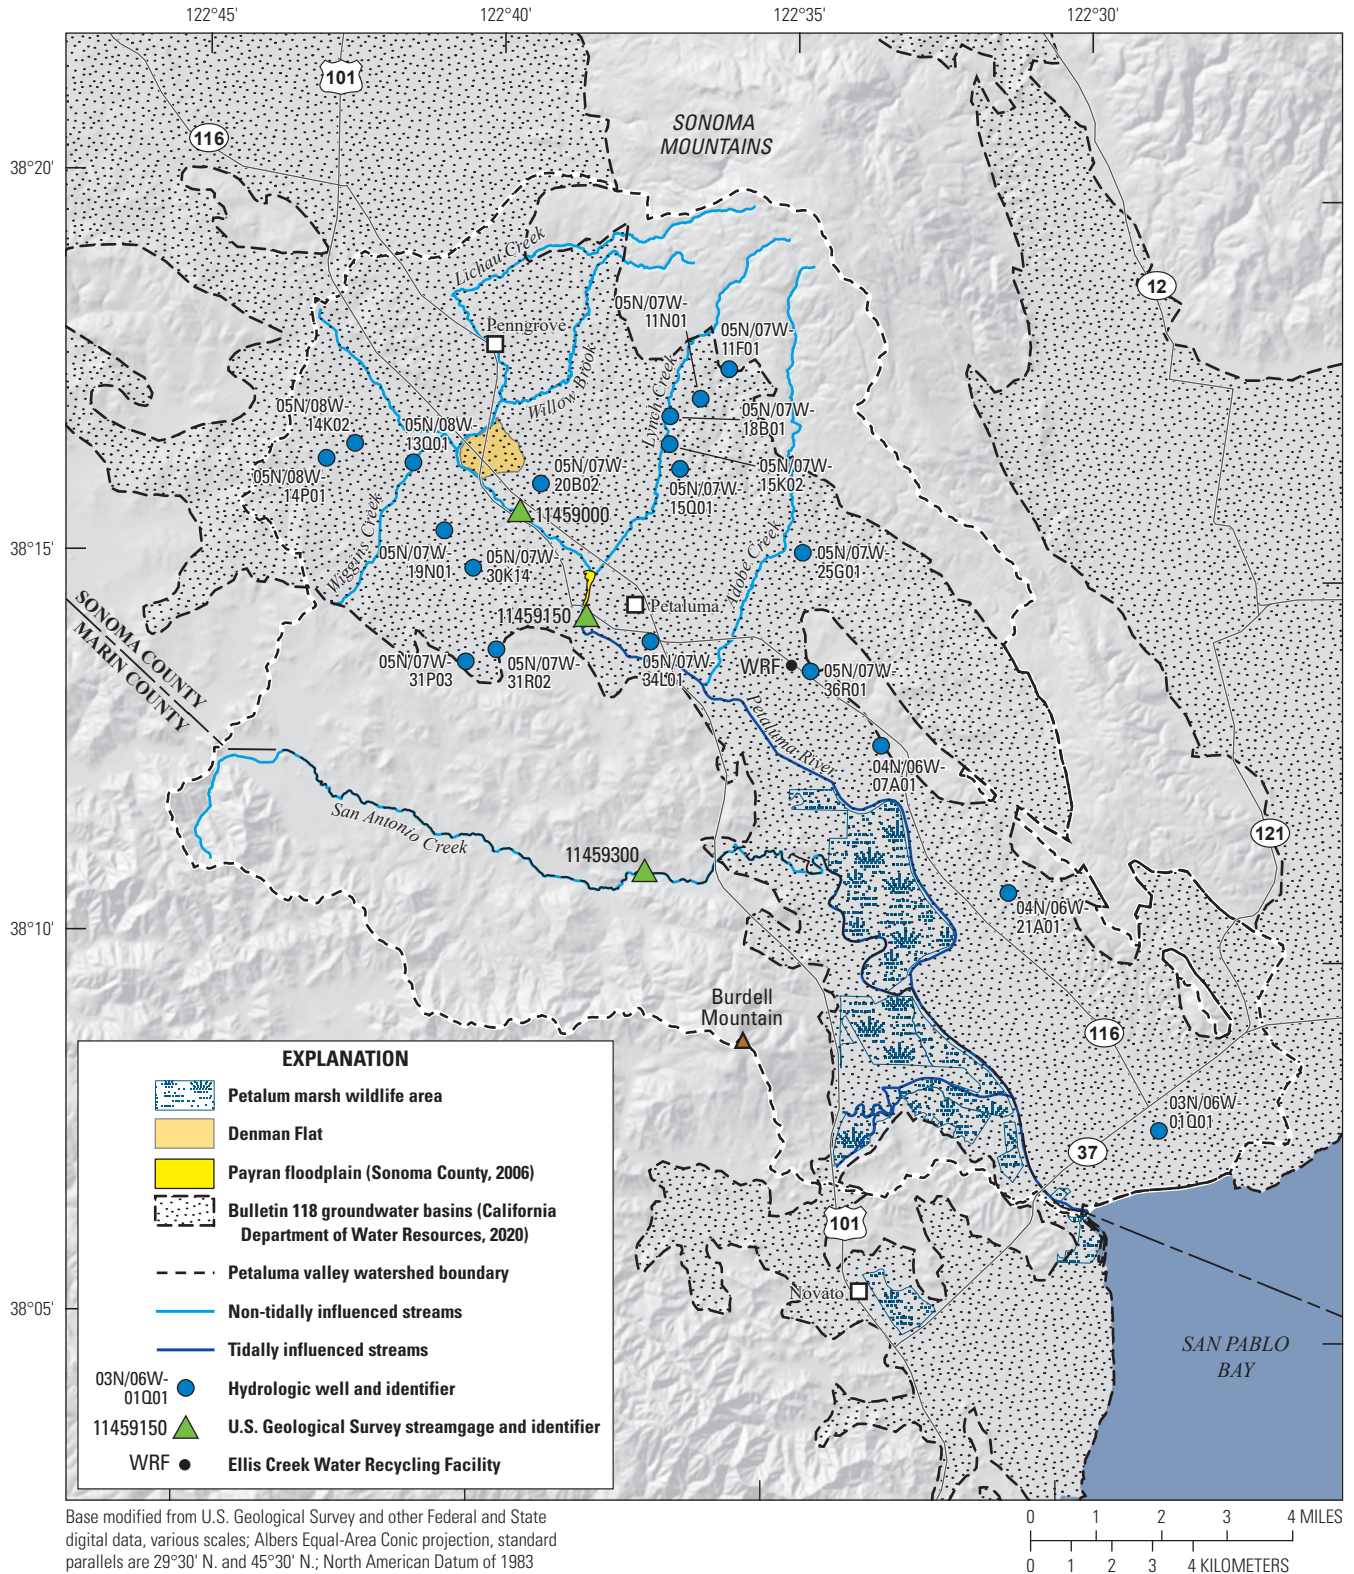 122°45'
122°40'
122°35'
122°30'
101
116
SONOMA
MOUNTAINS
38°20'
Lichau Creek
12
05N/07W-
11N01
Penngrove
05N/07W-
11F01
Willow Brook
Lynch Creek
05N/08W-
14K02
05N/08W-
13Q01
05N/07W-
18B01
05N/08W-
14P01
05N/07W-
20B02
05N/07W-
15K02
05N/07W-
15Q01
11459000
Wiggins Creek
38°15'
05N/07W-
19N01
05N/07W-
30K14
Adobe Creek
05N/07W-
25G01
SONOMA COUNTY
MARIN COUNTY
11459150
Petaluma
05N/07W-
31P03
05N/07W-
31R02
05N/07W-
34L01
WRF
05N/07W-
36R01
Petaluma River
04N/06W-
07A01
San Antonio Creek
11459300
121
04N/06W-
21A01
38°10'
Burdell
Mountain
116
03N/06W-
01Q01
37
101
Novato
38°05'
SAN PABLO
BAY
EXPLANATION
Petalum marsh wildlife area
Denman Flat
Payran floodplain (Sonoma County, 2006)
Bulletin 118 groundwater basins (California
Department of Water Resources, 2020)
Petaluma valley watershed boundary
Non-tidally influenced streams
Tidally influenced streams
03N/06W-
01Q01
Hydrologic well and identifier
11459150
U.S. Geological Survey streamgage and identifier
WRF
Ellis Creek Water Recycling Facility
Base modified from U.S. Geological Survey and other Federal and State
digital data, various scales; Albers Equal-Area Conic projection, standard
parallels are 29°30' N. and 45°30' N.; North American Datum of 1983
0 1 2 3 4 MILES
0 1 2 3 4 KILOMETERS